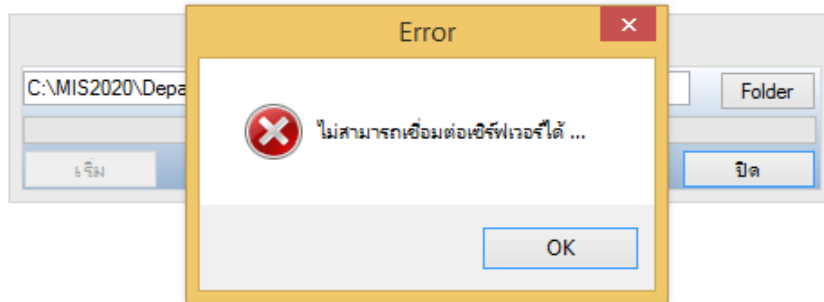 Error
C:\MIS2020\Depa
Folder
ไม่สามารถเชื่อมต่อเซิร์ฟเวอร์ได้ ...
เริ่ม
ปิด
OK